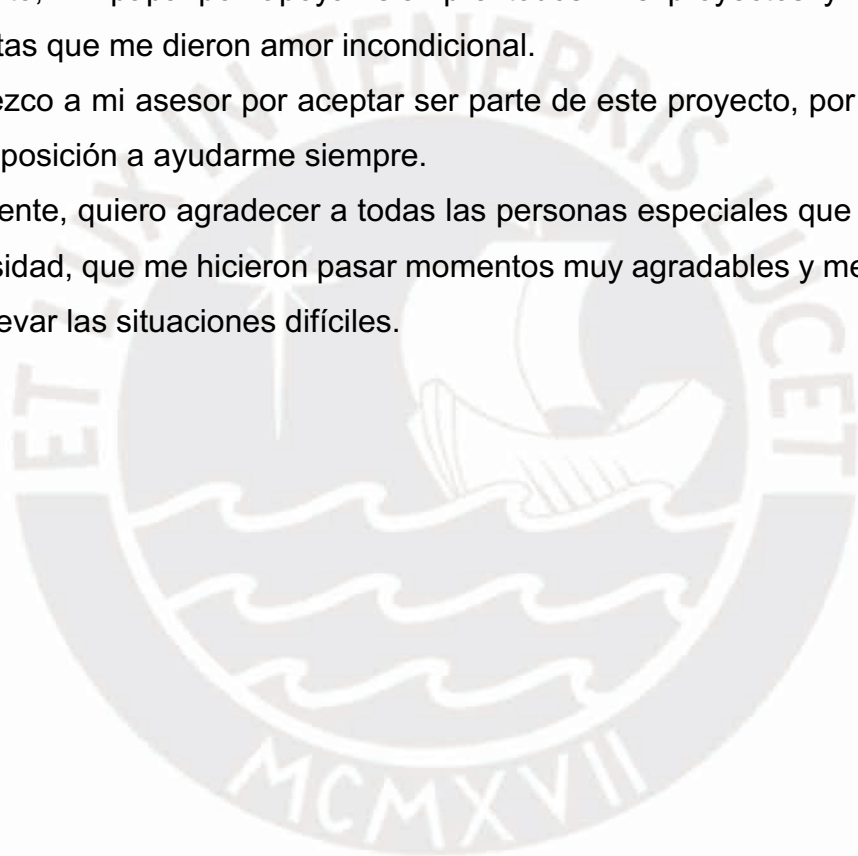 tas que me dieron amor incondicional.
ezco a mi asesor por aceptar ser parte de este proyecto, por
posición a ayudarme siempre.
ente, quiero agradecer a todas las personas especiales que
sidad, que me hicieron pasar momentos muy agradables y me
evar las situaciones difíciles.
ET LUX IN TENEBRIS LUCET
MCMXVII